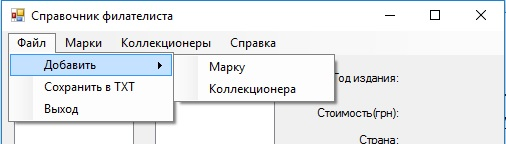 Справочник филателиста
Файл Марки Коллекционеры Справка
Добавить Марку
Год издания:
Сохранить в TXT Коллекционера
Выход Стоимость(грн):
Страна: